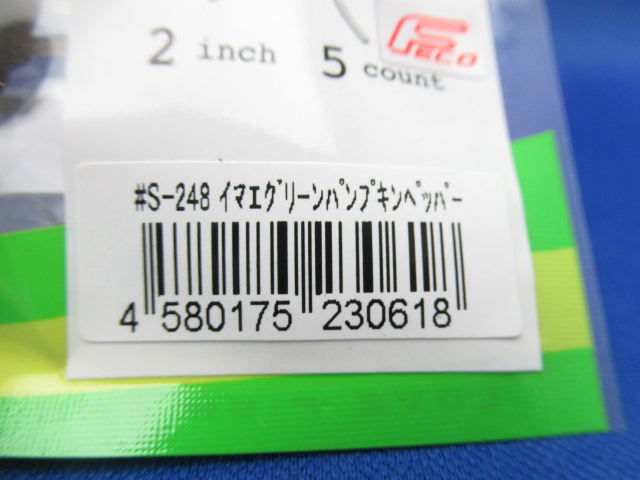 2 inch 5 count
FECO
#S-248 イマエグリーンパンプキンペッパー
4 580175 230618